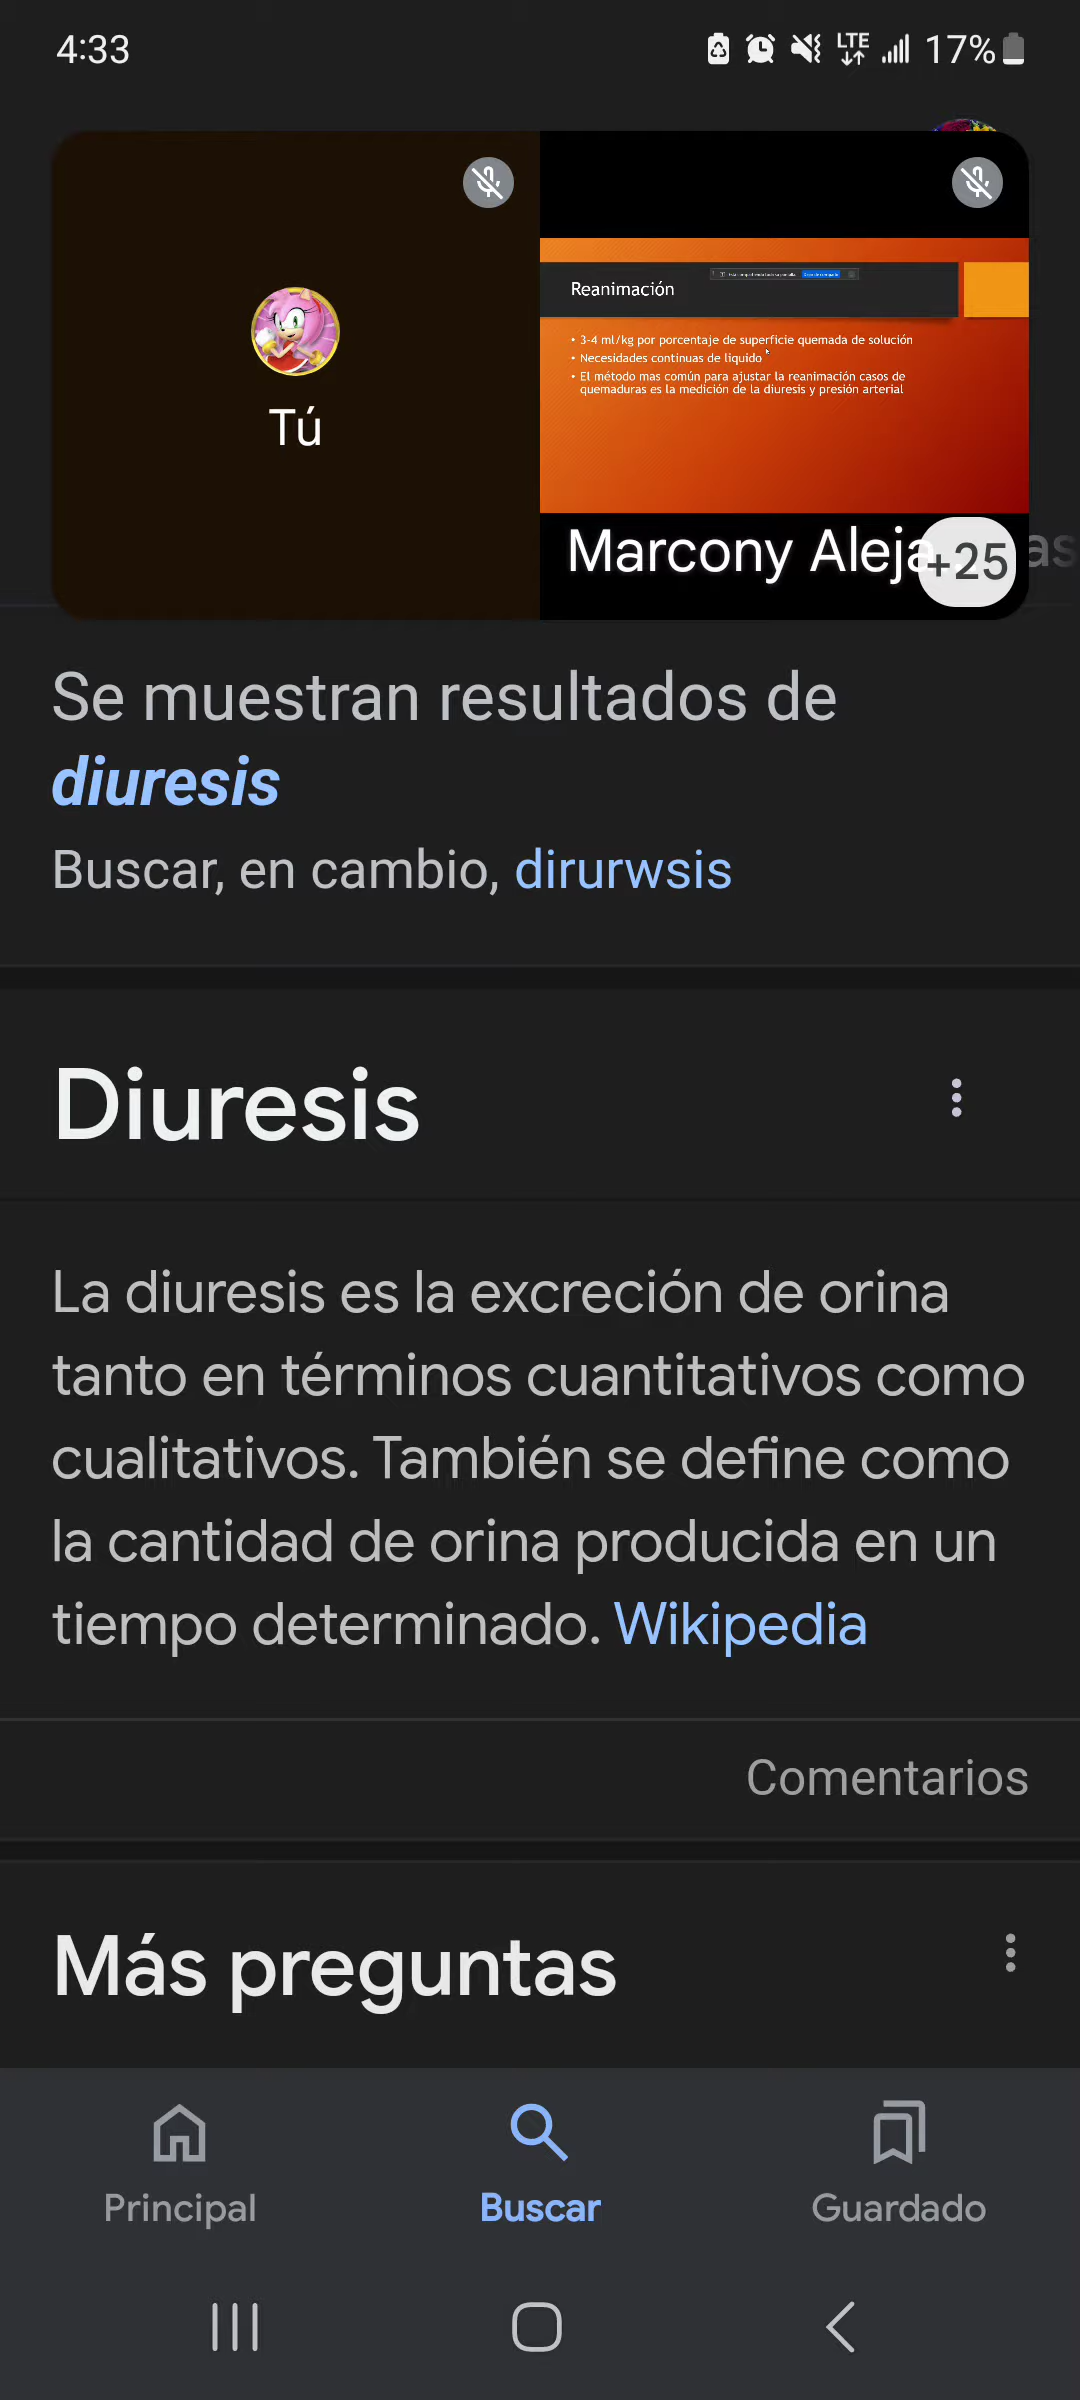 4:33
LTE
17%
Tú
Reanimación
• 3-4 ml/kg por porcentaje de superficie quemada de solución
• Necesidades continuas de liquido
• El método mas común para ajustar la reanimación casos de
quemaduras es la medición de la diuresis y presión arterial
Marcony Aleja
+25
as
Se muestran resultados de
diuresis
Buscar, en cambio, dirurwsis
Diuresis
La diuresis es la excreción de orina
tanto en términos cuantitativos como
cualitativos. También se define como
la cantidad de orina producida en un
tiempo determinado. Wikipedia
Comentarios
Más preguntas
Principal
Buscar
Guardado